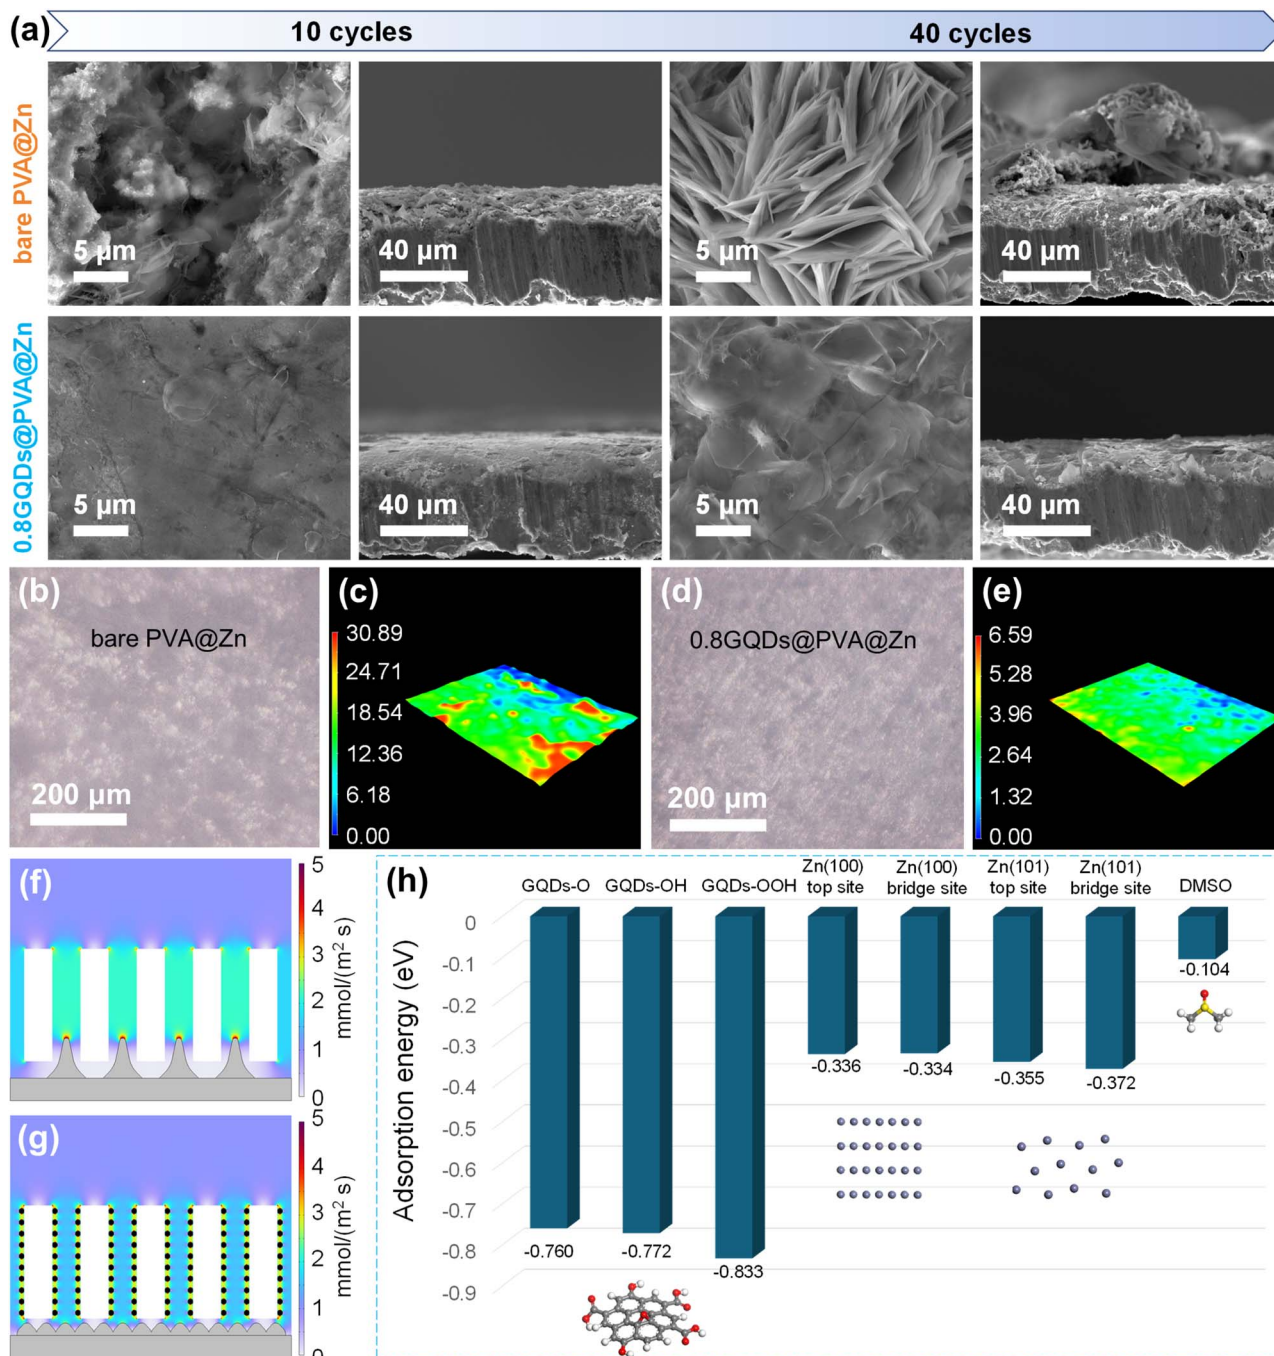 (a)
10 cycles
40 cycles
bare PVA@Zn
5 µm
40 µm
5 µm
40 µm
0.8GQDs@PVA@Zn
5 µm
40 µm
5 µm
40 µm
(b)
bare PVA@Zn
200 µm
(c)
30.89
24.71
18.54
12.36
6.18
0.00
(d)
0.8GQDs@PVA@Zn
200 µm
(e)
6.59
5.28
3.96
2.64
1.32
0.00
(f)
5
4
3
2
1
0
mmol/(m² s)
(g)
5
4
3
2
1
0
mmol/(m² s)
(h)
GQDs-O
GQDs-OH
GQDs-OOH
Zn(100)
top site
Zn(100)
bridge site
Zn(101)
top site
Zn(101)
bridge site
DMSO
Adsorption energy (eV)
0
-0.1
-0.2
-0.3
-0.4
-0.5
-0.6
-0.7
-0.8
-0.9
-0.760
-0.772
-0.833
-0.336
-0.334
-0.355
-0.372
-0.104